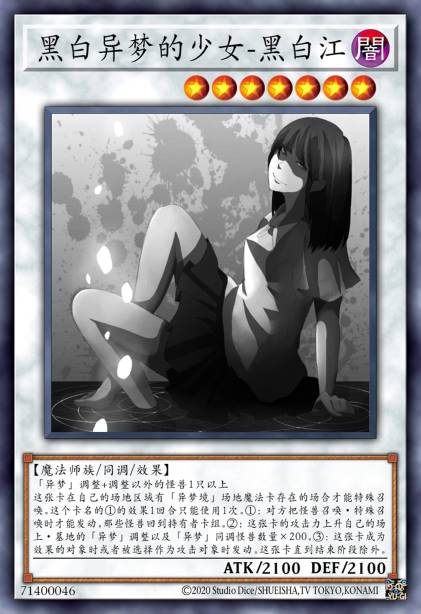 黑白异梦的少女-黑白江
闇
【魔法师族/同调/效果】
「异梦」调整+调整以外的怪兽1只以上
这张卡在自己的场地区域有「异梦境」场地魔法卡存在的场合才能特殊召
唤。这个卡名的①的效果1回合只能使用1次。①：对方把怪兽召唤·特殊召
唤时才能发动。那些怪兽回到持有者卡组。②：这张卡的攻击力上升自己的场
上·墓地的「异梦」调整以及「异梦」同调怪兽数量×200。③：这张卡成为
效果的对象时或者被选择作为攻击对象时发动。这张卡直到结束阶段除外。
ATK/2100 DEF/2100
71400046
©2020 Studio Dice/SHUEISHA,TV TOKYO,KONAMI